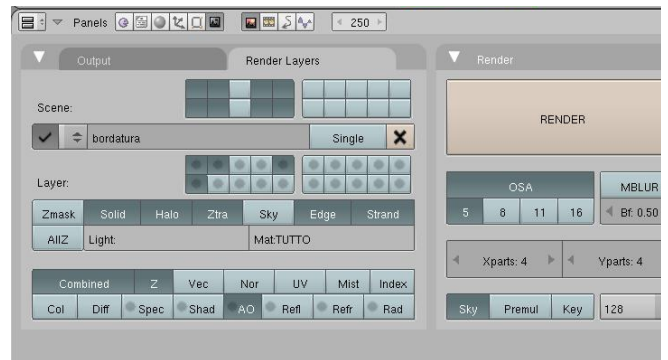 Panels 250
Output Render Layers
Scene:
bordatura Single
Layer:
Zmask Solid Halo Ztra Sky Edge Strand
AllZ Light: Mat:TUTTO
Combined Z Vec Nor UV Mist Index
Col Diff Spec Shad AO Refl Refr Rad
Render
RENDER
OSA MBLUR
5 8 11 16 Bf: 0.50
Xparts: 4 Yparts: 4
Sky Premul Key 128